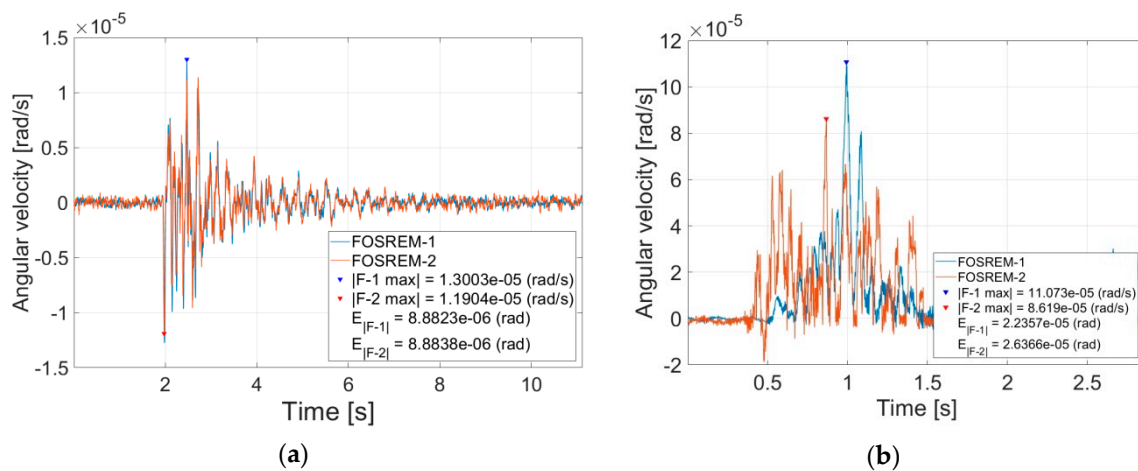 ×10⁻⁵
1.5
1
0.5
0
-0.5
-1
-1.5
Angular velocity [rad/s]
2
4
6
8
10
Time [s]
FOSREM-1
FOSREM-2
|F-1 max| = 1.3003e-05 (rad/s)
|F-2 max| = 1.1904e-05 (rad/s)
E|F-1| = 8.8823e-06 (rad)
E|F-2| = 8.8838e-06 (rad)
(a)
×10⁻⁵
12
10
8
6
4
2
0
-2
Angular velocity [rad/s]
0.5
1
1.5
2
2.5
Time [s]
FOSREM-1
FOSREM-2
|F-1 max| = 11.073e-05 (rad/s)
|F-2 max| = 8.619e-05 (rad/s)
E|F-1| = 2.2357e-05 (rad)
E|F-2| = 2.6366e-05 (rad)
(b)